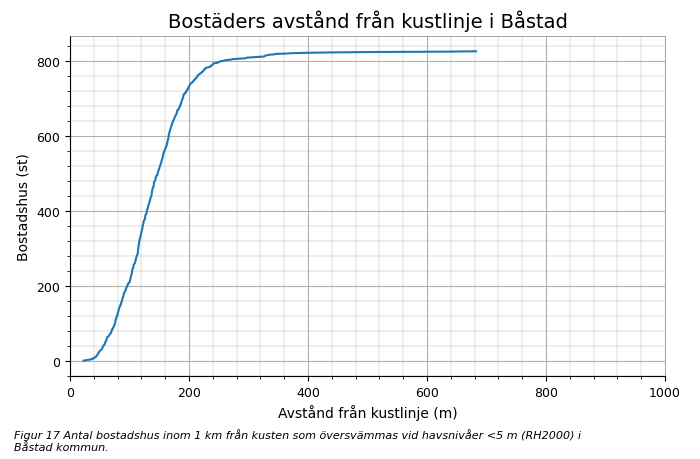 Bostäders avstånd från kustlinje i Båstad
Bostadshus (st)
800
600
400
200
0
0 200 400 600 800 1000
Avstånd från kustlinje (m)
Figur 17 Antal bostadshus inom 1 km från kusten som översvämmas vid havsnivåer <5 m (RH2000) i
Båstad kommun.